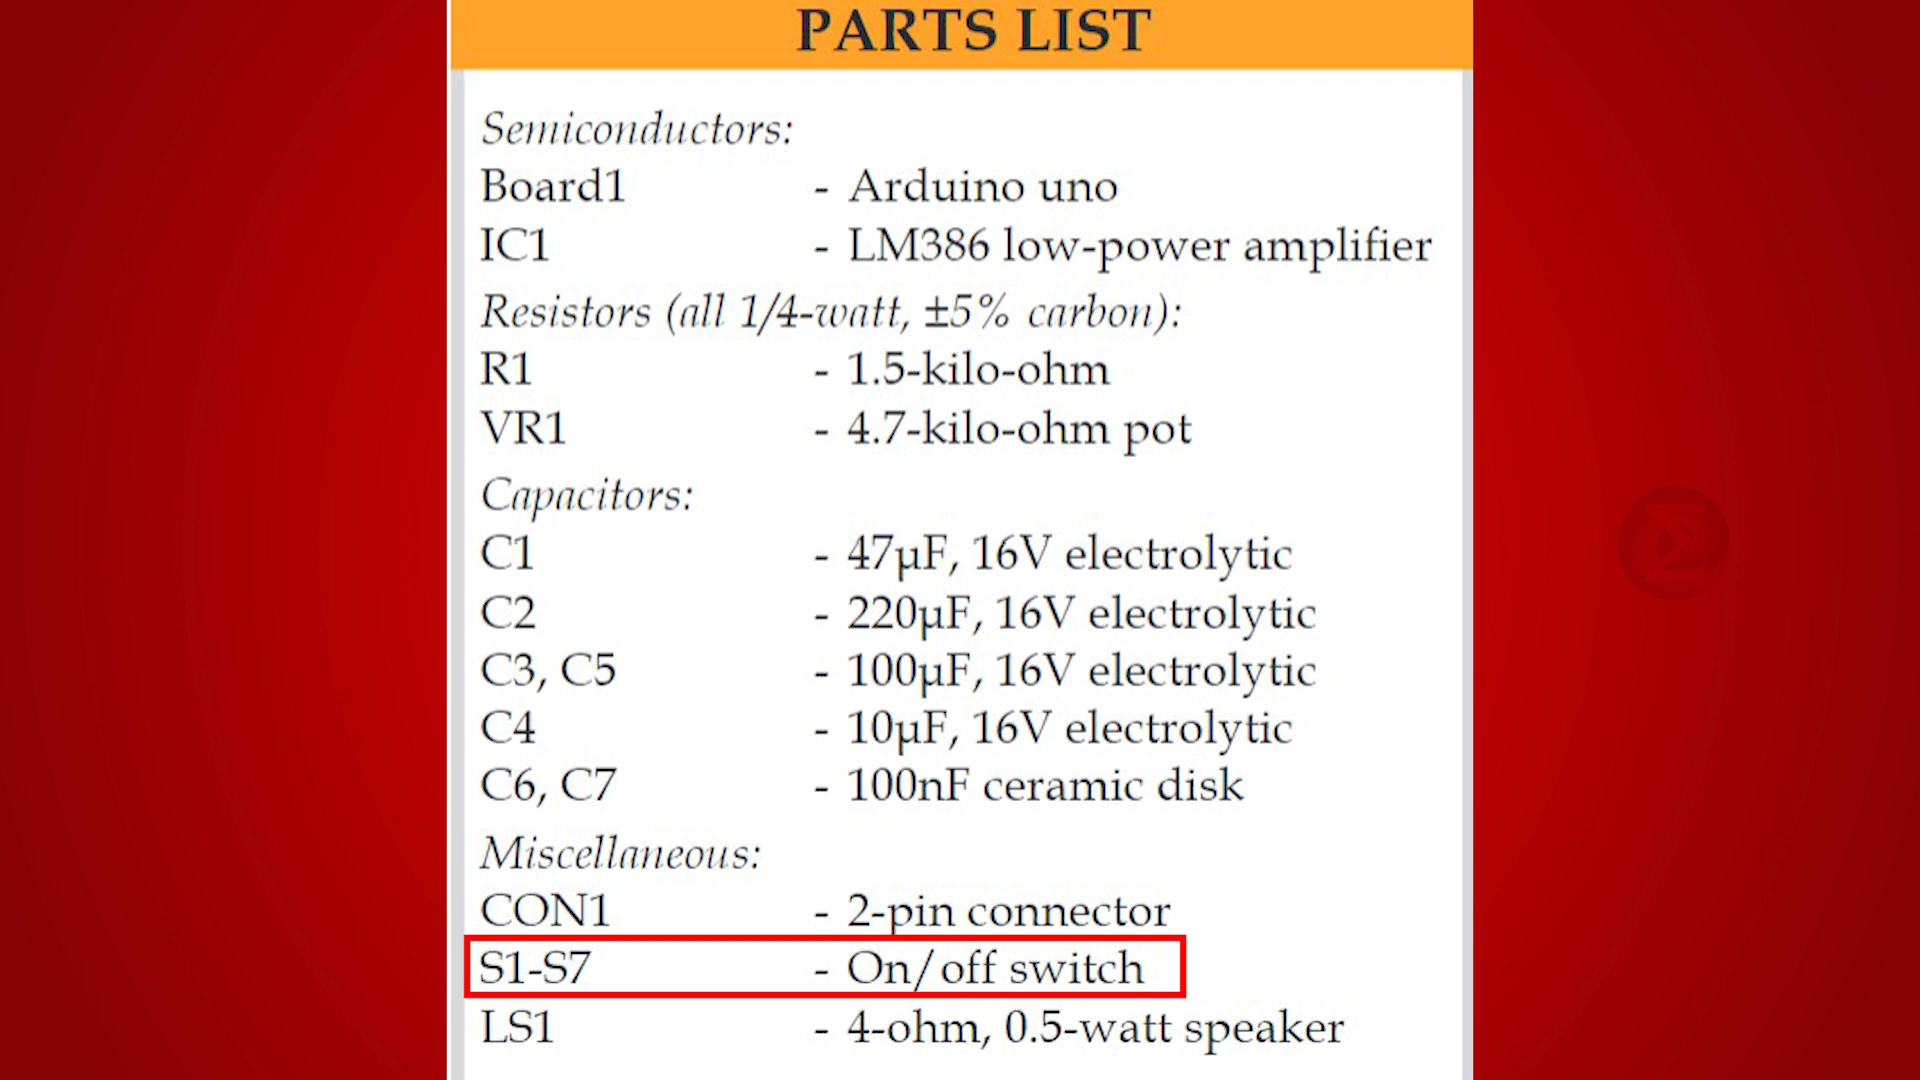 PARTS LIST
Semiconductors:
Board1 - Arduino uno
IC1 - LM386 low-power amplifier
Resistors (all 1/4-watt, ±5% carbon):
R1 - 1.5-kilo-ohm
VR1 - 4.7-kilo-ohm pot
Capacitors:
C1 - 47µF, 16V electrolytic
C2 - 220µF, 16V electrolytic
C3, C5 - 100µF, 16V electrolytic
C4 - 10µF, 16V electrolytic
C6, C7 - 100nF ceramic disk
Miscellaneous:
CON1 - 2-pin connector
S1-S7 - On/off switch
LS1 - 4-ohm, 0.5-watt speaker